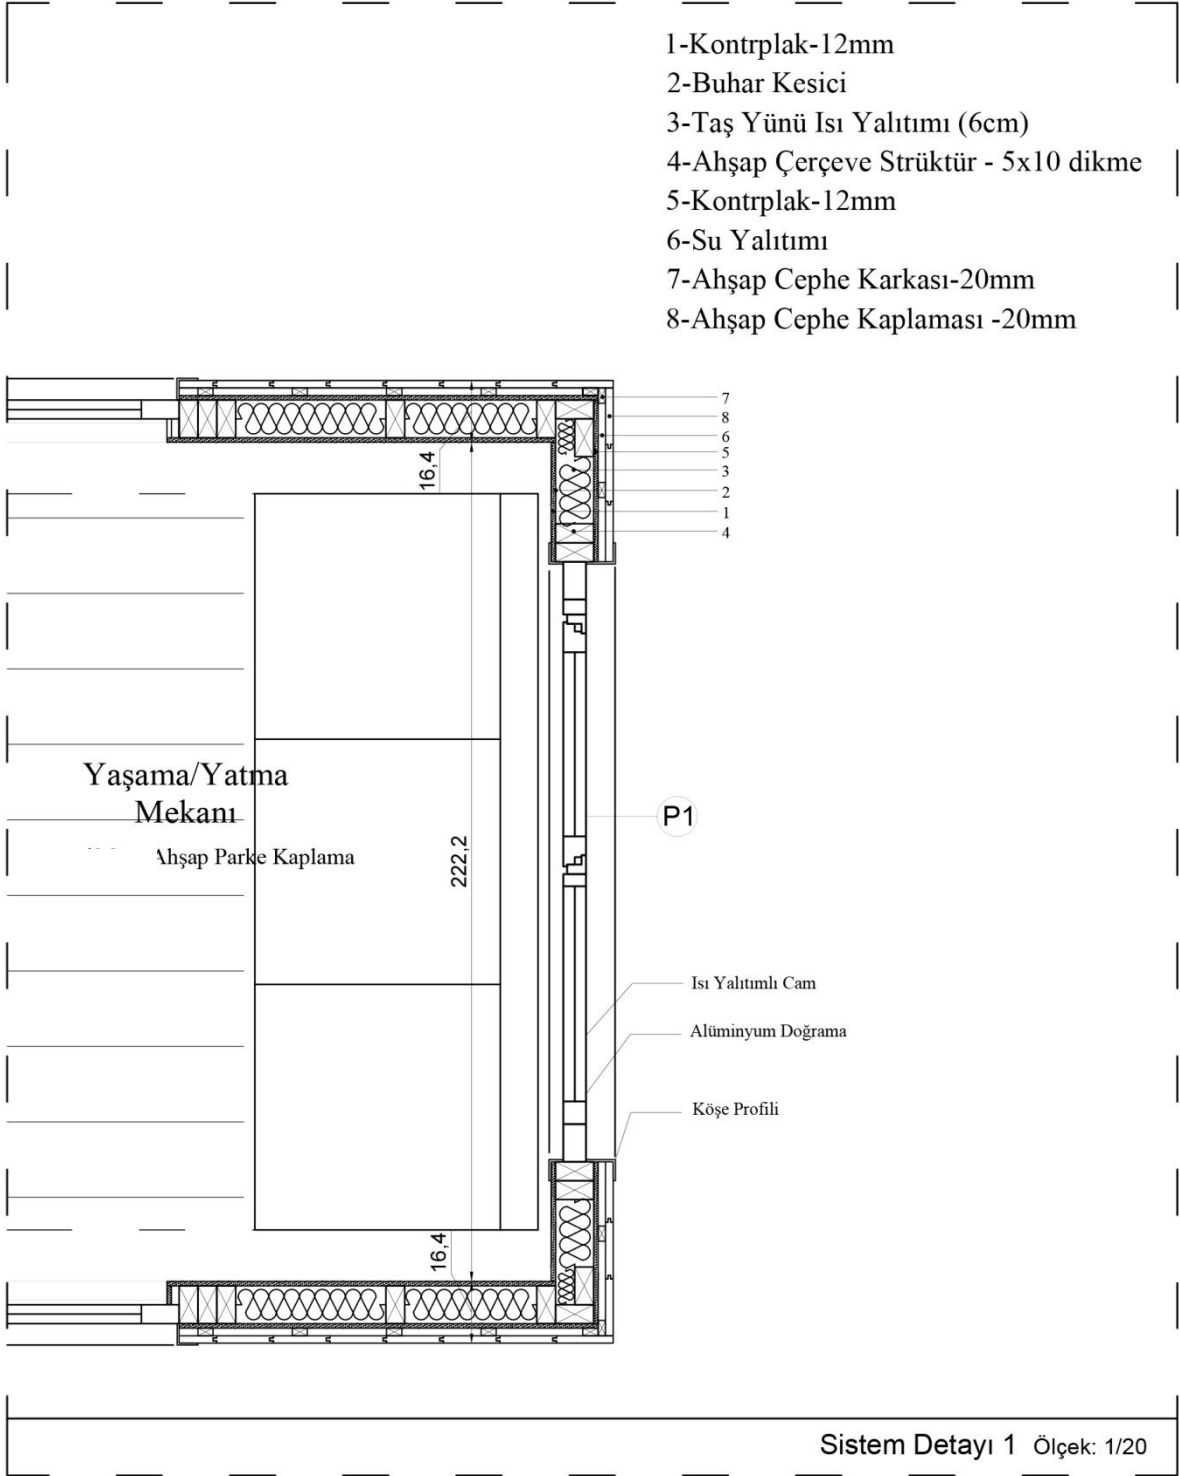 1-Kontrplak-12mm
2-Buhar Kesici
3-Taş Yünü Isı Yalıtımı (6cm)
4-Ahşap Çerçeve Strüktür - 5x10 dikme
5-Kontrplak-12mm
6-Su Yalıtımı
7-Ahşap Cephe Karkası-20mm
8-Ahşap Cephe Kaplaması -20mm
7
8
6
5
3
2
1
4
16,4
Yaşama/Yatma
Mekanı
Ahşap Parke Kaplama
222,2
P1
Isı Yalıtımlı Cam
Alüminyum Doğrama
Köşe Profili
16,4
Sistem Detayı 1 Ölçek: 1/20